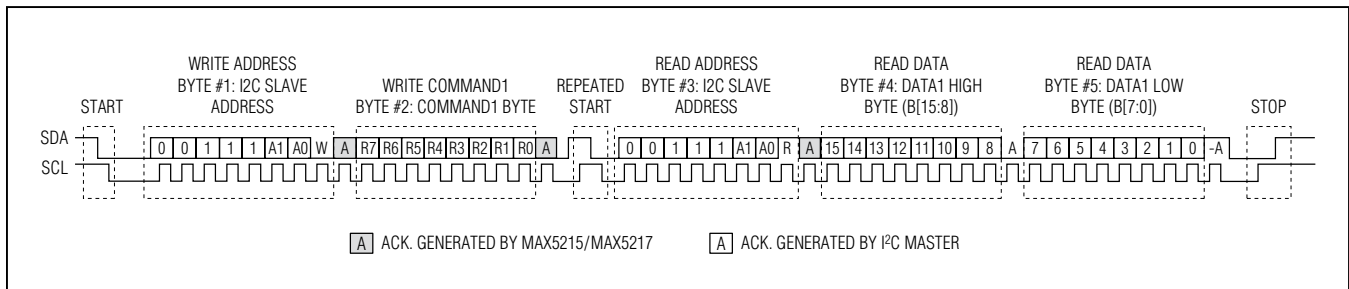 WRITE ADDRESS
BYTE #1: I2C SLAVE
ADDRESS
WRITE COMMAND1
BYTE #2: COMMAND1 BYTE
REPEATED
START
READ ADDRESS
BYTE #3: I2C SLAVE
ADDRESS
READ DATA
BYTE #4: DATA1 HIGH
BYTE (B[15:8])
READ DATA
BYTE #5: DATA1 LOW
BYTE (B[7:0])
START
STOP
SDA
0 0 1 1 1 A1 A0 W A R7 R6 R5 R4 R3 R2 R1 R0 A 0 0 1 1 1 A1 A0 R A 15 14 13 12 11 10 9 8 A 7 6 5 4 3 2 1 0 ~A
SCL
A ACK. GENERATED BY MAX5215/MAX5217
A ACK. GENERATED BY I²C MASTER